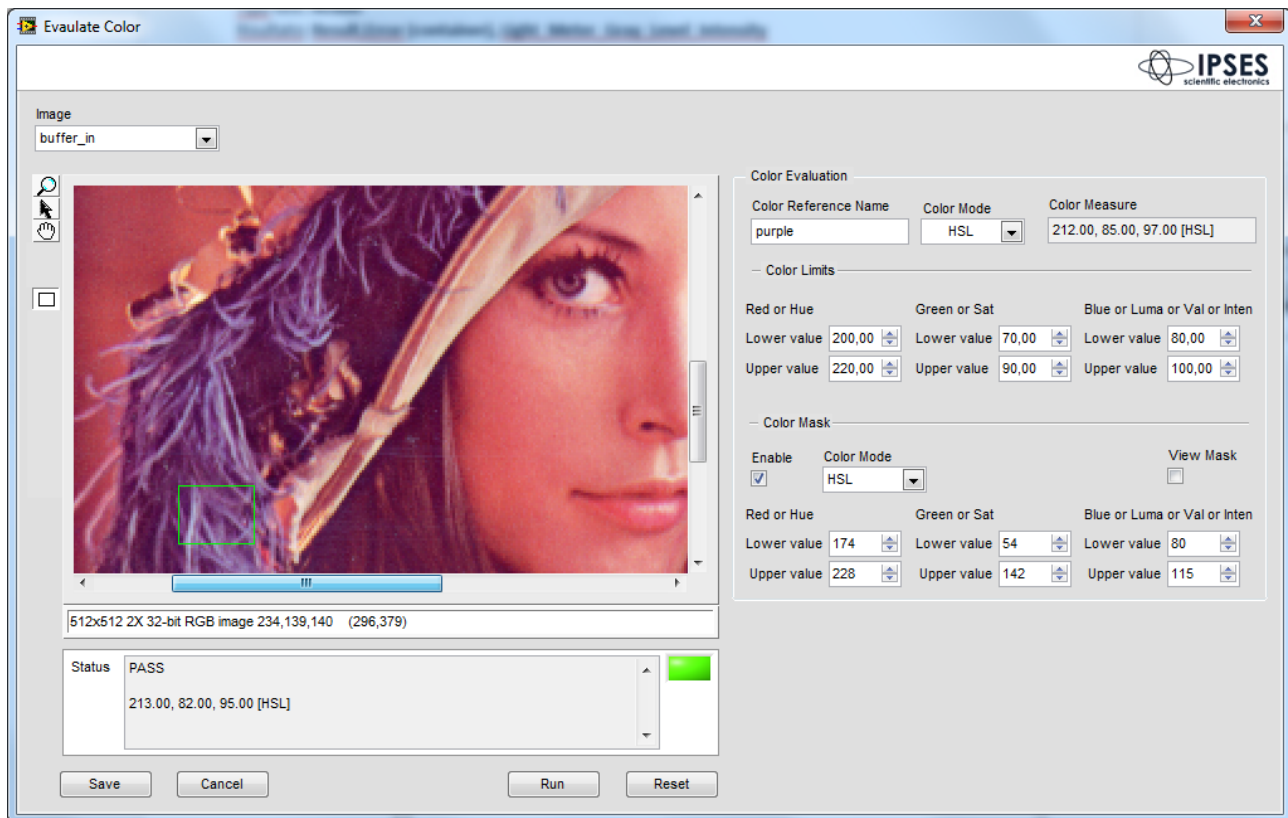 Evaulate Color
IPSES
scientific electronics
Image
buffer_in
Color Evaluation
Color Reference Name
Color Mode
Color Measure
purple
HSL
212.00, 85.00, 97.00 [HSL]
Color Limits
Red or Hue
Green or Sat
Blue or Luma or Val or Inten
Lower value 200,00 Lower value 70,00 Lower value 80,00
Upper value 220,00 Upper value 90,00 Upper value 100,00
Color Mask
Enable
Color Mode
View Mask
HSL
Red or Hue
Green or Sat
Blue or Luma or Val or Inten
Lower value 174 Lower value 54 Lower value 80
Upper value 228 Upper value 142 Upper value 115
512x512 2X 32-bit RGB image 234,139,140 (296,379)
Status
PASS
213.00, 82.00, 95.00 [HSL]
Save
Cancel
Run
Reset